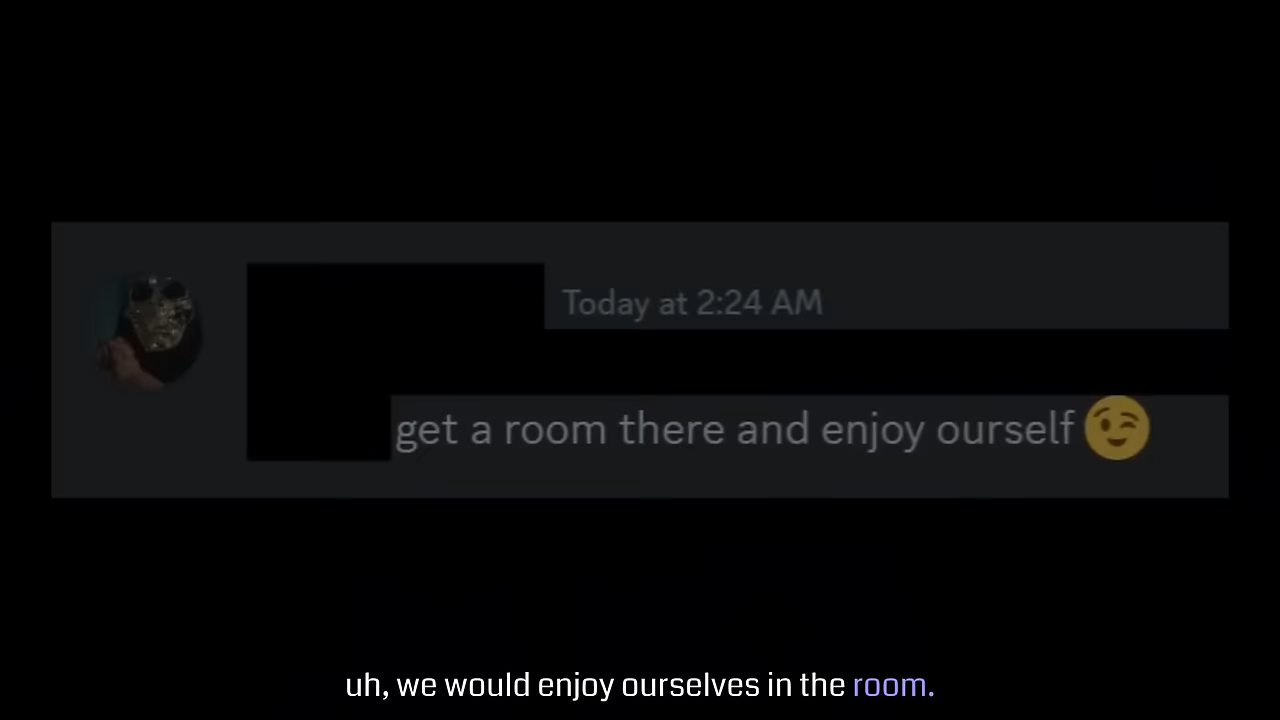 Today at 2:24 AM
get a room there and enjoy ourself😉
uh, we would enjoy ourselves in the room.